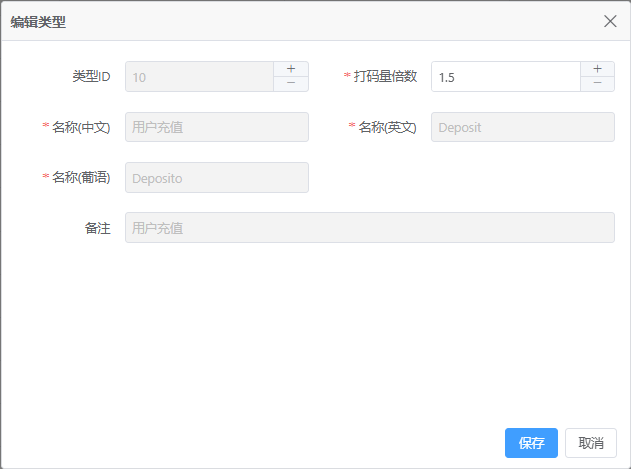 编辑类型
类型ID 10 * 打码量倍数 1.5
* 名称(中文) 用户充值 * 名称(英文) Deposit
* 名称(葡语) Deposito
备注 用户充值
保存 取消